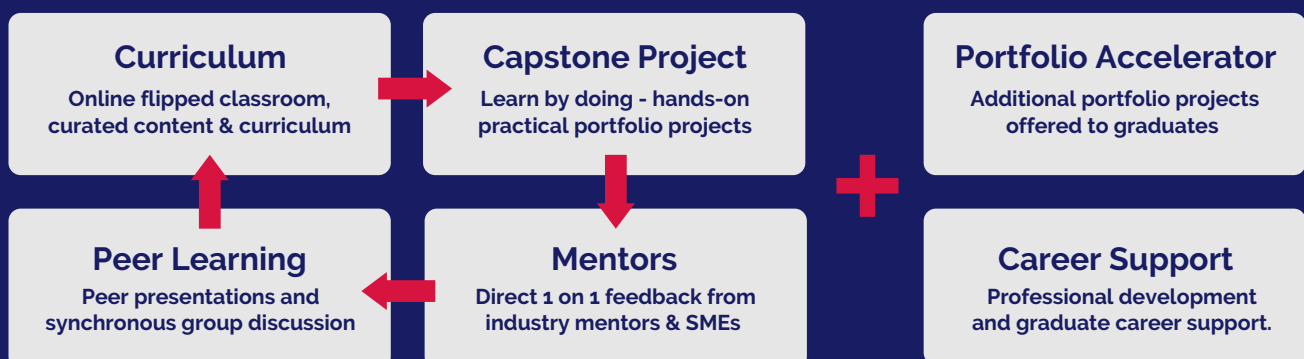 Curriculum
Online flipped classroom,
curated content & curriculum
Capstone Project
Learn by doing - hands-on
practical portfolio projects
Portfolio Accelerator
Additional portfolio projects
offered to graduates
Peer Learning
Peer presentations and
synchronous group discussion
Mentors
Direct 1 on 1 feedback from
industry mentors & SMEs
Career Support
Professional development
and graduate career support.